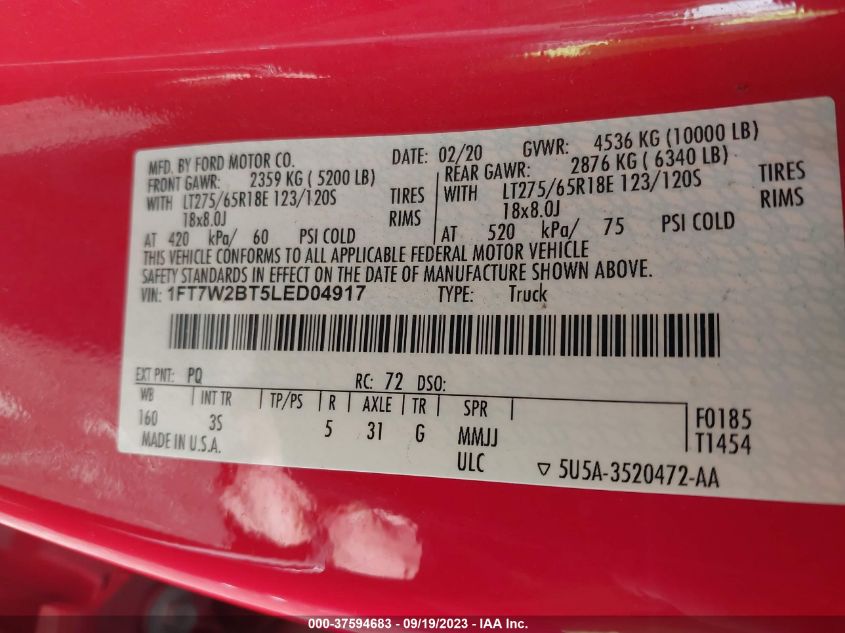 MFD. BY FORD MOTOR CO. DATE: 02/20 GVWR: 4536 KG (10000 LB)
FRONT GAWR: 2359 KG ( 5200 LB) REAR GAWR: 2876 KG ( 6340 LB)
WITH LT275/65R18E 123/120S TIRES WITH LT275/65R18E 123/120S TIRES
18x8.0J RIMS 18x8.0J RIMS
AT 420 kPa/ 60 PSI COLD AT 520 kPa/ 75 PSI COLD
THIS VEHICLE CONFORMS TO ALL APPLICABLE FEDERAL MOTOR VEHICLE
SAFETY STANDARDS IN EFFECT ON THE DATE OF MANUFACTURE SHOWN ABOVE.
VIN: 1FT7W2BT5LED04917 TYPE: Truck
EXT PNT: PQ RC: 72 DSO:
WB INT TR TP/PS R AXLE TR SPR
160 3S 5 31 G MMJJ F0185
MADE IN U.S.A. ULC T1454
▽ 5U5A-3520472-AA
000-37594683 - 09/19/2023 - IAA Inc.